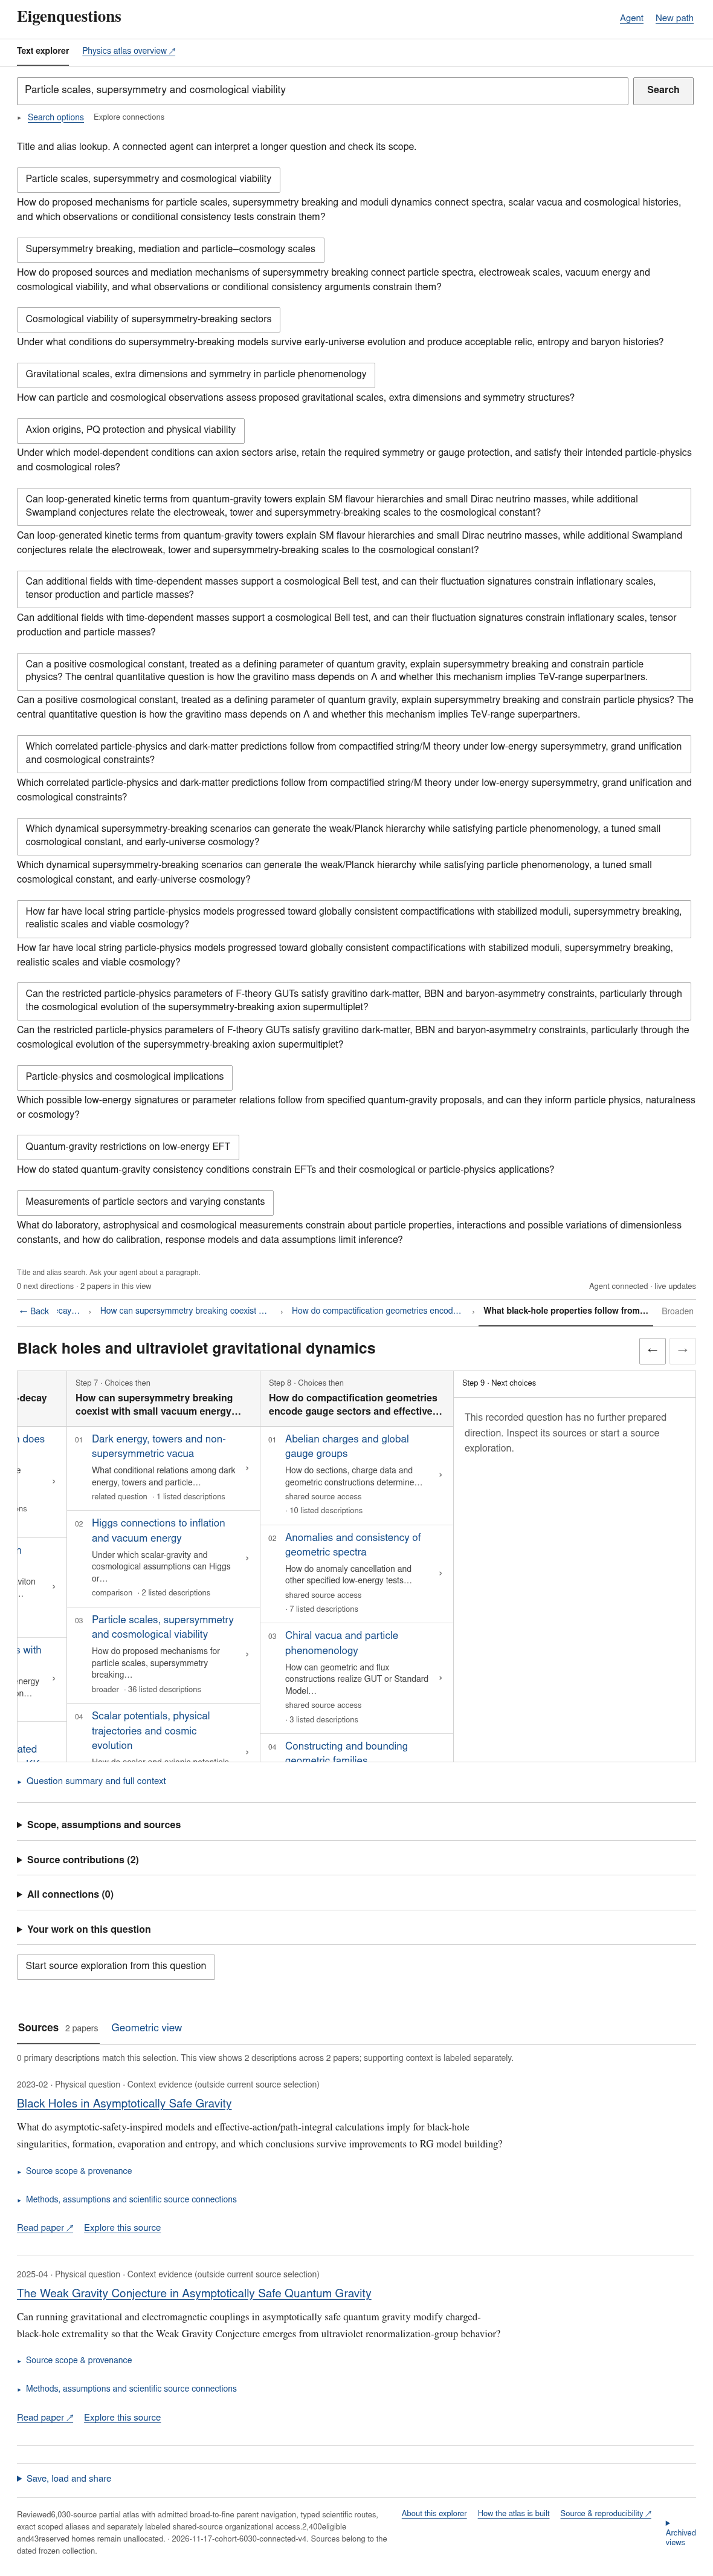 Eigenquestions
Agent New path
Text explorer Physics atlas overview ↗
Particle scales, supersymmetry and cosmological viability Search
▸ Search options Explore connections
Title and alias lookup. A connected agent can interpret a longer question and check its scope.
Particle scales, supersymmetry and cosmological viability
How do proposed mechanisms for particle scales, supersymmetry breaking and moduli dynamics connect spectra, scalar vacua and cosmological histories,
and which observations or conditional consistency tests constrain them?
Supersymmetry breaking, mediation and particle–cosmology scales
How do proposed sources and mediation mechanisms of supersymmetry breaking connect particle spectra, electroweak scales, vacuum energy and
cosmological viability, and what observations or conditional consistency arguments constrain them?
Cosmological viability of supersymmetry-breaking sectors
Under what conditions do supersymmetry-breaking models survive early-universe evolution and produce acceptable relic, entropy and baryon histories?
Gravitational scales, extra dimensions and symmetry in particle phenomenology
How can particle and cosmological observations assess proposed gravitational scales, extra dimensions and symmetry structures?
Axion origins, PQ protection and physical viability
Under which model-dependent conditions can axion sectors arise, retain the required symmetry or gauge protection, and satisfy their intended particle-physics
and cosmological roles?
Can loop-generated kinetic terms from quantum-gravity towers explain SM flavour hierarchies and small Dirac neutrino masses, while additional
Swampland conjectures relate the electroweak, tower and supersymmetry-breaking scales to the cosmological constant?
Can loop-generated kinetic terms from quantum-gravity towers explain SM flavour hierarchies and small Dirac neutrino masses, while additional Swampland
conjectures relate the electroweak, tower and supersymmetry-breaking scales to the cosmological constant?
Can additional fields with time-dependent masses support a cosmological Bell test, and can their fluctuation signatures constrain inflationary scales,
tensor production and particle masses?
Can additional fields with time-dependent masses support a cosmological Bell test, and can their fluctuation signatures constrain inflationary scales, tensor
production and particle masses?
Can a positive cosmological constant, treated as a defining parameter of quantum gravity, explain supersymmetry breaking and constrain particle
physics? The central quantitative question is how the gravitino mass depends on Λ and whether this mechanism implies TeV-range superpartners.
Can a positive cosmological constant, treated as a defining parameter of quantum gravity, explain supersymmetry breaking and constrain particle physics? The
central quantitative question is how the gravitino mass depends on Λ and whether this mechanism implies TeV-range superpartners.
Which correlated particle-physics and dark-matter predictions follow from compactified string/M theory under low-energy supersymmetry, grand unification
and cosmological constraints?
Which correlated particle-physics and dark-matter predictions follow from compactified string/M theory under low-energy supersymmetry, grand unification and
cosmological constraints?
Which dynamical supersymmetry-breaking scenarios can generate the weak/Planck hierarchy while satisfying particle phenomenology, a tuned small
cosmological constant, and early-universe cosmology?
Which dynamical supersymmetry-breaking scenarios can generate the weak/Planck hierarchy while satisfying particle phenomenology, a tuned small
cosmological constant, and early-universe cosmology?
How far have local string particle-physics models progressed toward globally consistent compactifications with stabilized moduli, supersymmetry breaking,
realistic scales and viable cosmology?
How far have local string particle-physics models progressed toward globally consistent compactifications with stabilized moduli, supersymmetry breaking,
realistic scales and viable cosmology?
Can the restricted particle-physics parameters of F-theory GUTs satisfy gravitino dark-matter, BBN and baryon-asymmetry constraints, particularly through
the cosmological evolution of the supersymmetry-breaking axion supermultiplet?
Can the restricted particle-physics parameters of F-theory GUTs satisfy gravitino dark-matter, BBN and baryon-asymmetry constraints, particularly through the
cosmological evolution of the supersymmetry-breaking axion supermultiplet?
Particle-physics and cosmological implications
Which possible low-energy signatures or parameter relations follow from specified quantum-gravity proposals, and can they inform particle physics, naturalness
or cosmology?
Quantum-gravity restrictions on low-energy EFT
How do stated quantum-gravity consistency conditions constrain EFTs and their cosmological or particle-physics applications?
Measurements of particle sectors and varying constants
What do laboratory, astrophysical and cosmological measurements constrain about particle properties, interactions and possible variations of dimensionless
constants, and how do calibration, response models and data assumptions limit inference?
Title and alias search. Ask your agent about a paragraph.
0 next directions · 2 papers in this view Agent connected · live updates
← Back ‹cay… › How can supersymmetry breaking coexist … › How do compactification geometries encod… › What black-hole properties follow from… Broaden
Black holes and ultraviolet gravitational dynamics
← →
Step 7 · Choices then
How can supersymmetry breaking
coexist with small vacuum energy…
01 Dark energy, towers and non-
supersymmetric vacua
What conditional relations among dark
energy, towers and particle…
related question · 1 listed descriptions
02 Higgs connections to inflation
and vacuum energy
Under which scalar-gravity and
cosmological assumptions can Higgs
or…
comparison · 2 listed descriptions
03 Particle scales, supersymmetry
and cosmological viability
How do proposed mechanisms for
particle scales, supersymmetry
breaking…
broader · 36 listed descriptions
04 Scalar potentials, physical
trajectories and cosmic
evolution
Step 8 · Choices then
How do compactification geometries
encode gauge sectors and effective…
01 Abelian charges and global
gauge groups
How do sections, charge data and
geometric constructions determine…
shared source access
· 10 listed descriptions
02 Anomalies and consistency of
geometric spectra
How do anomaly cancellation and
other specified low-energy tests…
shared source access
· 7 listed descriptions
03 Chiral vacua and particle
phenomenology
How can geometric and flux
constructions realize GUT or Standard
Model…
shared source access
· 3 listed descriptions
04 Constructing and bounding
geometric families
Step 9 · Next choices
This recorded question has no further prepared
direction. Inspect its sources or start a source
exploration.
-decay
▸ Question summary and full context
▶ Scope, assumptions and sources
▶ Source contributions (2)
▶ All connections (0)
▶ Your work on this question
Start source exploration from this question
Sources 2 papers Geometric view
0 primary descriptions match this selection. This view shows 2 descriptions across 2 papers; supporting context is labeled separately.
2023-02 · Physical question · Context evidence (outside current source selection)
Black Holes in Asymptotically Safe Gravity
What do asymptotic-safety-inspired models and effective-action/path-integral calculations imply for black-hole
singularities, formation, evaporation and entropy, and which conclusions survive improvements to RG model building?
▸ Source scope & provenance
▸ Methods, assumptions and scientific source connections
Read paper ↗ Explore this source
2025-04 · Physical question · Context evidence (outside current source selection)
The Weak Gravity Conjecture in Asymptotically Safe Quantum Gravity
Can running gravitational and electromagnetic couplings in asymptotically safe quantum gravity modify charged-
black-hole extremality so that the Weak Gravity Conjecture emerges from ultraviolet renormalization-group behavior?
▸ Source scope & provenance
▸ Methods, assumptions and scientific source connections
Read paper ↗ Explore this source
▶ Save, load and share
Reviewed6,030-source partial atlas with admitted broad-to-fine parent navigation, typed scientific routes,
exact scoped aliases and separately labeled shared-source organizational access.2,400eligible
and43reserved homes remain unallocated. · 2026-11-17-cohort-6030-connected-v4. Sources belong to the
dated frozen collection.
About this explorer How the atlas is built Source & reproducibility ↗
▶ Archived
views